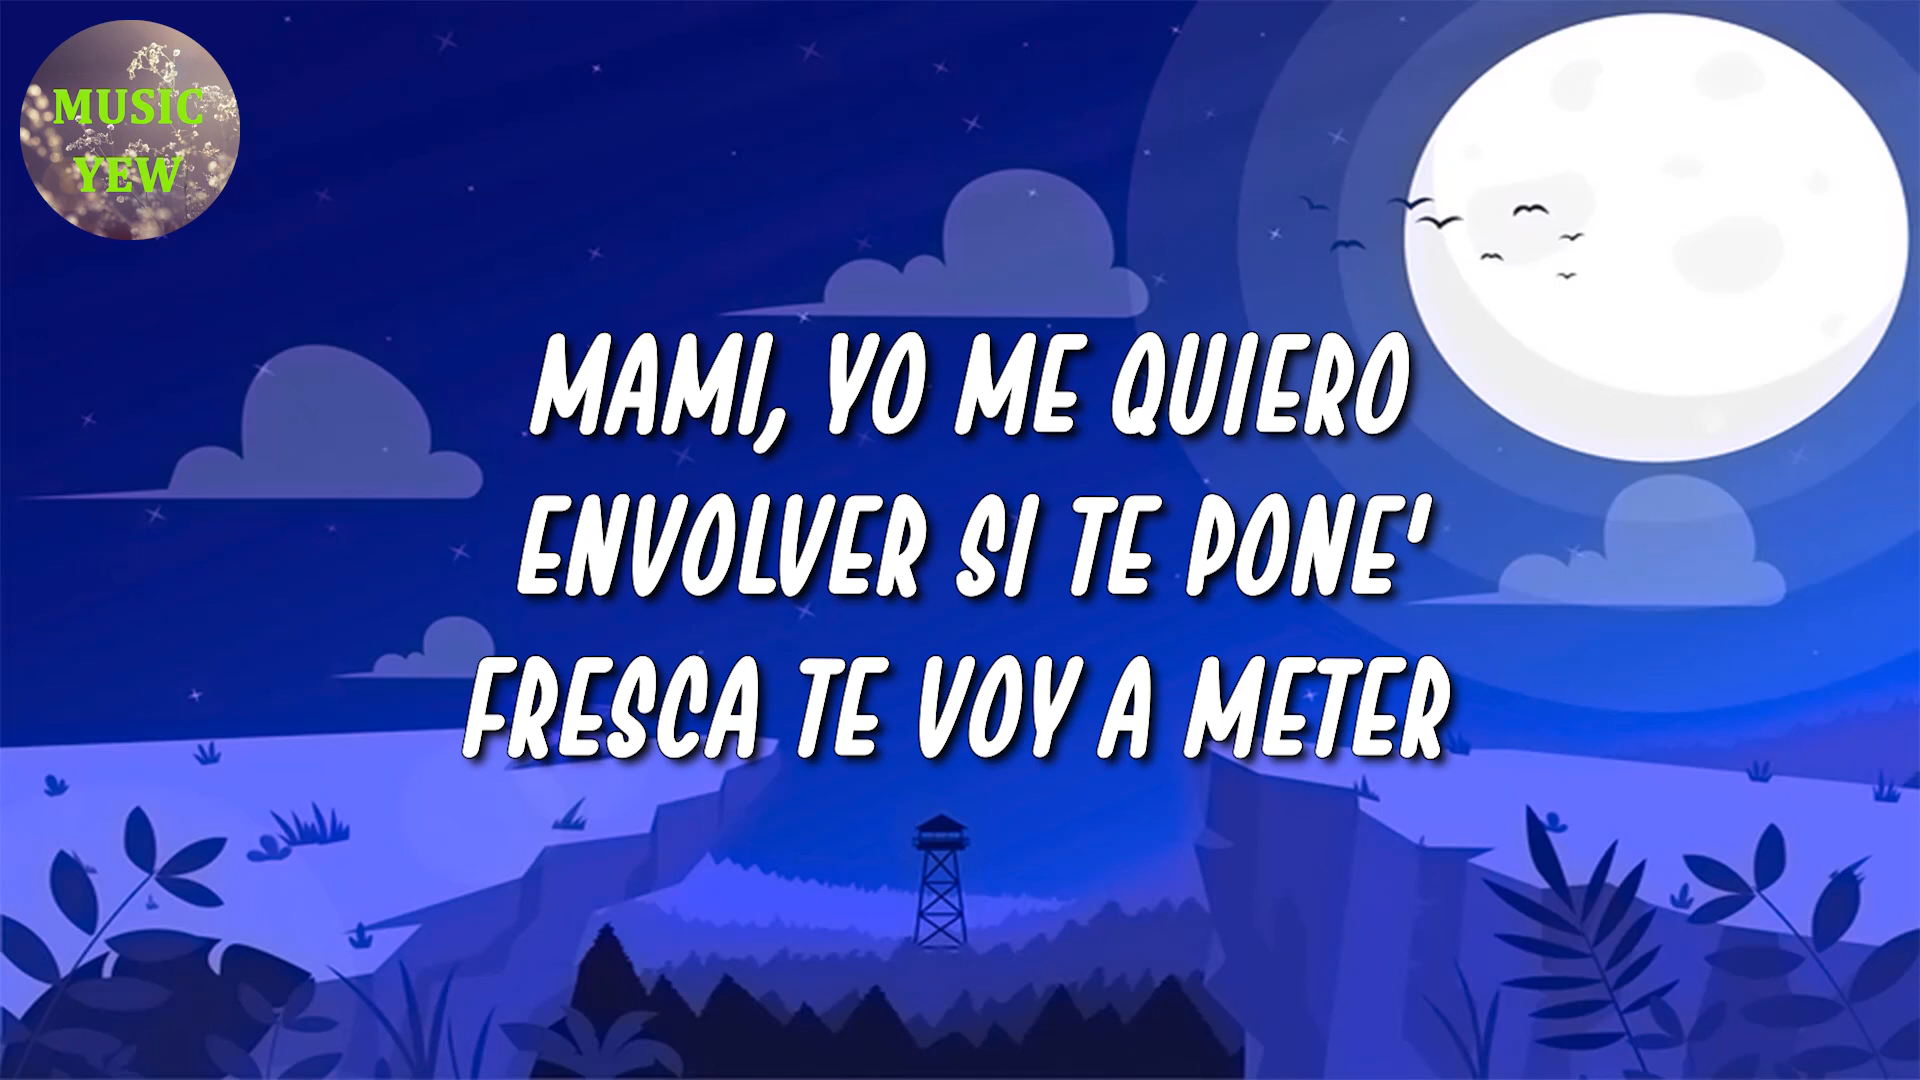 MUSIC
YEW
MAMI, YO ME QUIERO
ENVOLVER SI TE PONE'
FRESCA TE VOY A METER